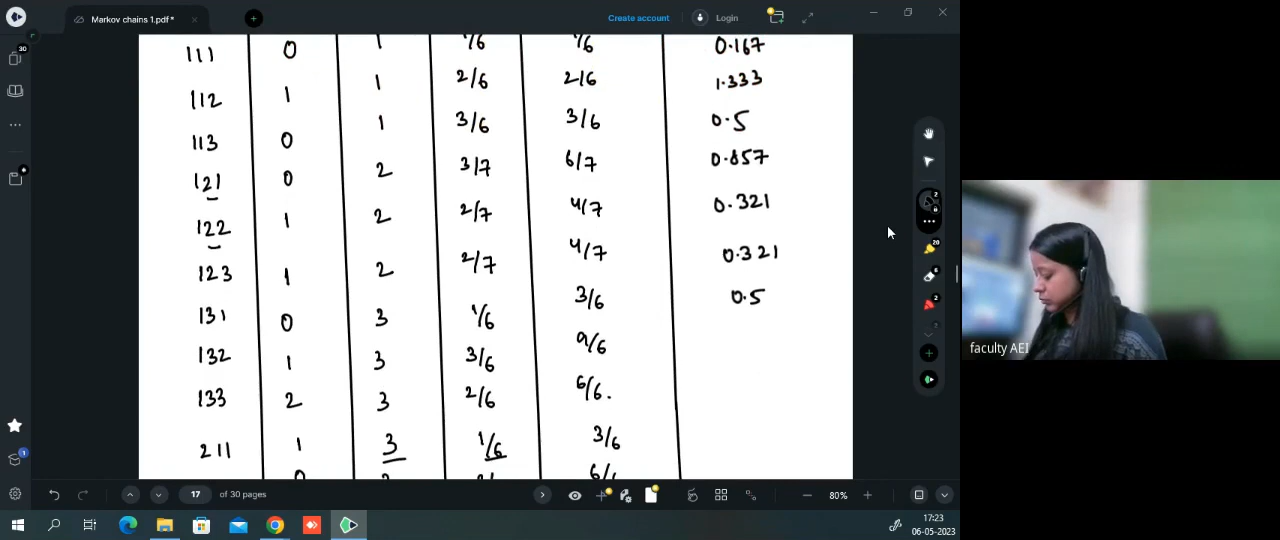 Markov chains 1.pdf*
Create account
Login
111 0 1 1/6 1/6 0.167
112 1 1 2/6 2/6 1.333
113 0 1 3/6 3/6 0.5
121 0 2 3/7 6/7 0.857
122 1 2 2/7 4/7 0.321
123 1 2 2/7 4/7 0.321
131 0 3 1/6 3/6 0.5
132 1 3 3/6 9/6
133 2 3 2/6 6/6.
211 1 3 1/6 3/6
faculty AEI
17 of 30 pages
80%
17:23
06-05-2023